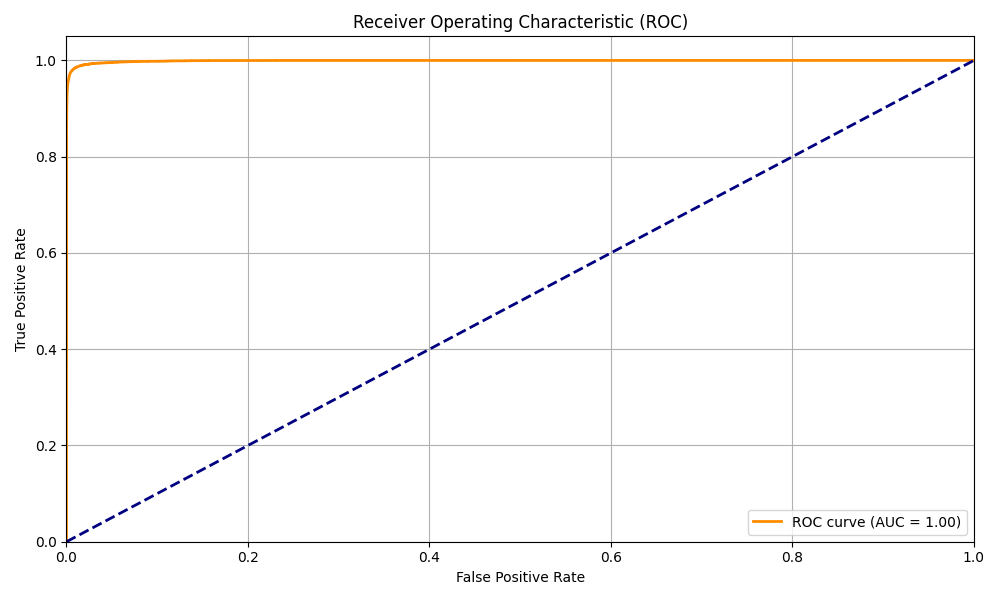 Receiver Operating Characteristic (ROC)
True Positive Rate
1.0
0.8
0.6
0.4
0.2
0.0
0.0 0.2 0.4 0.6 0.8 1.0
False Positive Rate
ROC curve (AUC = 1.00)